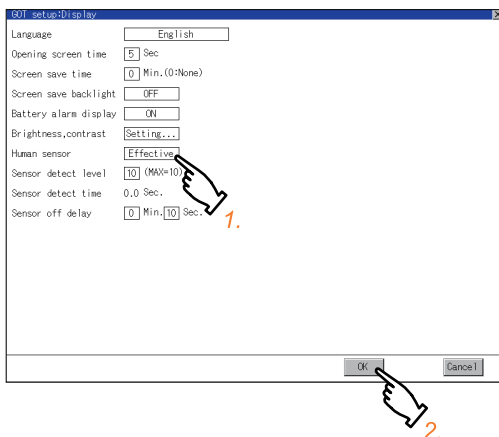 GOT setup:Display
Language English
Opening screen time 5 Sec
Screen save time 0 Min.(0:None)
Screen save backlight OFF
Battery alarm display ON
Brightness,contrast Setting...
Human sensor Effective
Sensor detect level 10 (MAX=10)
Sensor detect time 0.0 Sec.
Sensor off delay 0 Min. 10 Sec.
1.
OK Cancel
2.